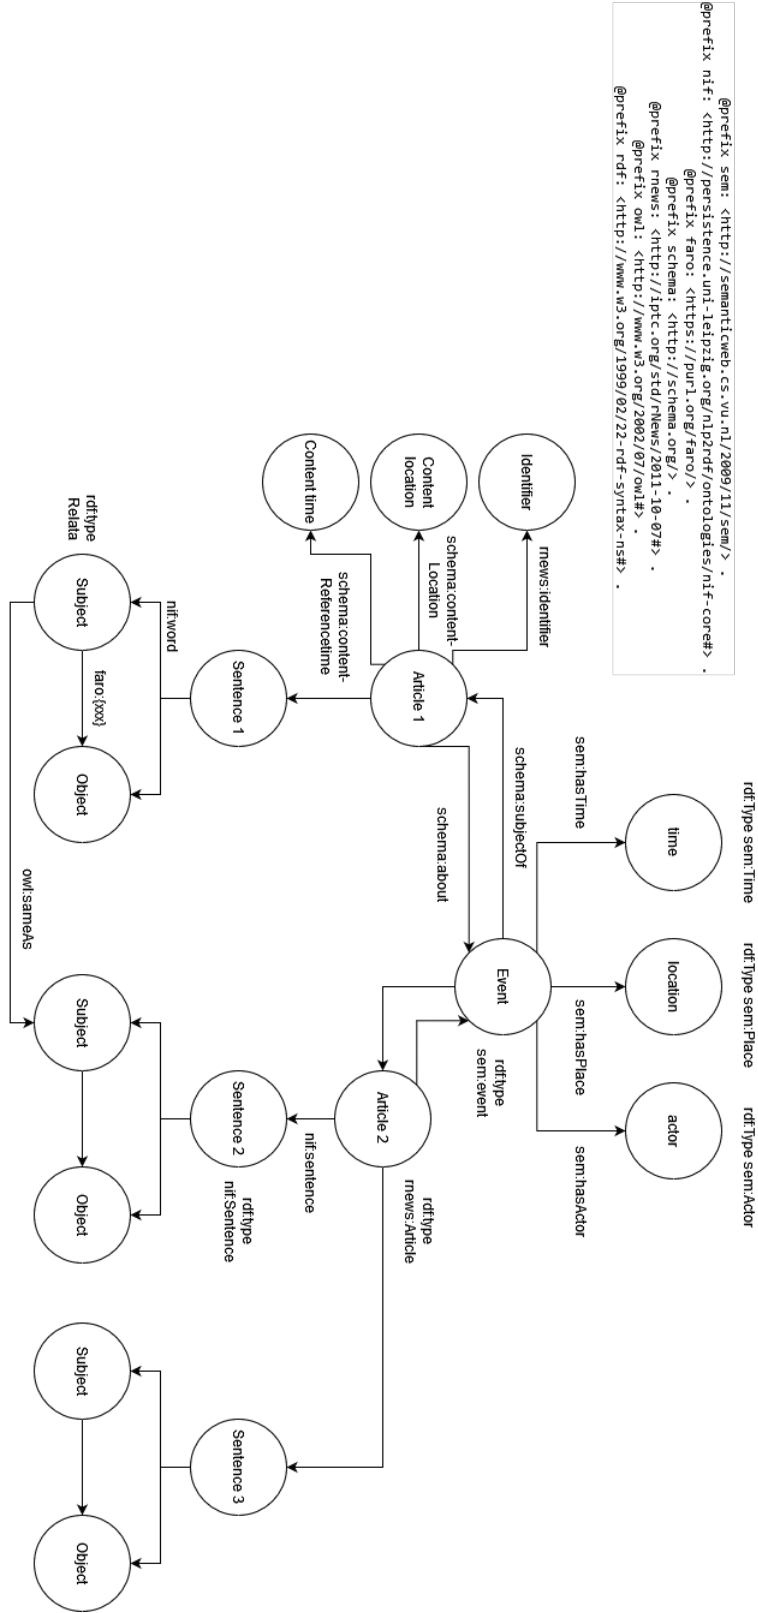 @prefix sem: <http://semanticweb.cs.vu.nl/2009/11/sem/> .
@prefix nif: <http://persistence.uni-leipzig.org/nlp2rdf/ontologies/nif-core#> .
@prefix faro: <https://purl.org/faro/> .
@prefix schema: <http://schema.org/> .
@prefix rnews: <http://iptc.org/std/rNews/2011-10-07#> .
@prefix owl: <http://www.w3.org/2002/07/owl#> .
@prefix rdf: <http://www.w3.org/1999/02/22-rdf-syntax-ns#> .
rdf:Type sem:Time
rdf:Type sem:Place
rdf:Type sem:Actor
time
location
actor
sem:hasTime
sem:hasPlace
sem:hasActor
Identifier
rnews:identifier
schema:subjectOf
Event
rdf:type
sem:event
Content
location
schema:content-
Location
Article 1
schema:about
Article 2
rdf:type
rnews:Article
Content time
schema:content-
Referencetime
nif:sentence
Sentence 1
Sentence 2
rdf:type
nif:Sentence
Sentence 3
nif:word
rdf:type
Relata
Subject
faro:{xxx}
Object
Subject
Object
Subject
Object
owl:sameAs